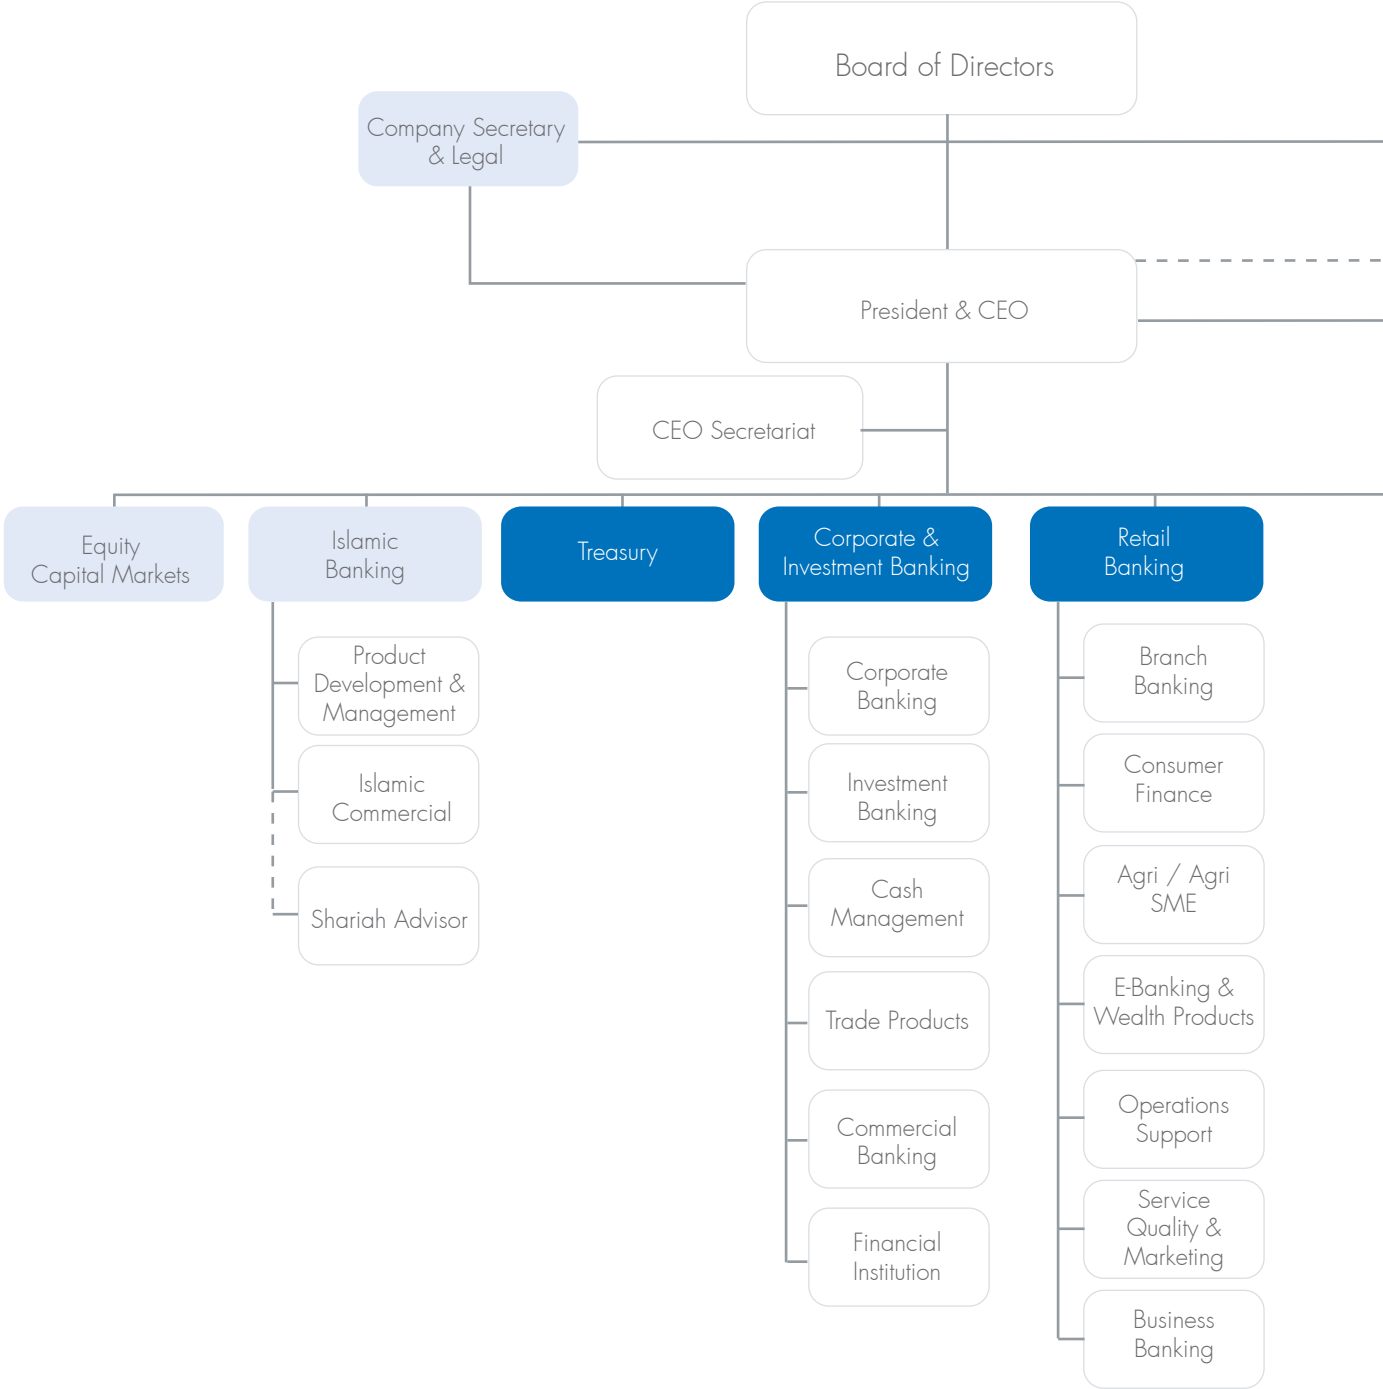 Board of Directors
Company Secretary
& Legal
President & CEO
CEO Secretariat
Equity
Capital Markets
Islamic
Banking
Treasury
Corporate &
Investment Banking
Retail
Banking
Product
Development &
Management
Islamic
Commercial
Shariah Advisor
Corporate
Banking
Investment
Banking
Cash
Management
Trade Products
Commercial
Banking
Financial
Institution
Branch
Banking
Consumer
Finance
Agri / Agri
SME
E-Banking &
Wealth Products
Operations
Support
Service
Quality &
Marketing
Business
Banking